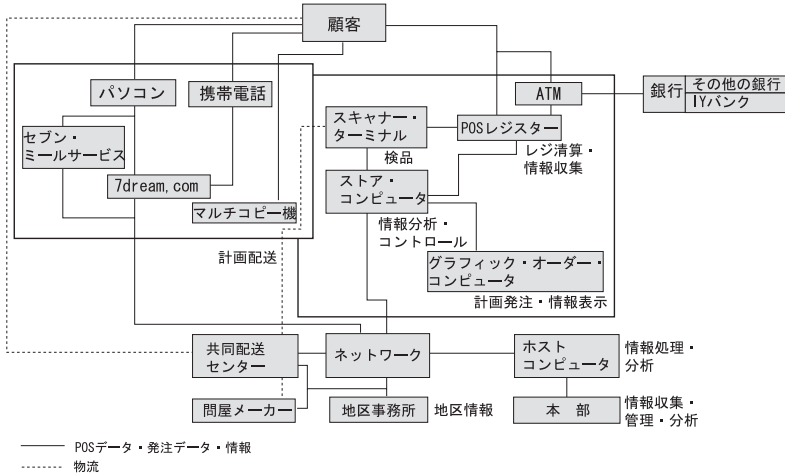 顧客
パソコン
携帯電話
ATM
銀行
その他の銀行
IYバンク
セブン・
ミールサービス
スキャナー・
ターミナル
POSレジスター
検品
レジ清算・
情報収集
7dream,com
マルチコピー機
ストア・
コンピュータ
情報分析・
コントロール
計画配送
グラフィック・オーダー・
コンピュータ
計画発注・情報表示
共同配送
センター
ネットワーク
ホスト
コンピュータ
情報処理・
分析
問屋メーカー
地区事務所
地区情報
本 部
情報収集・
管理・分析
POSデータ・発注データ・情報
物流